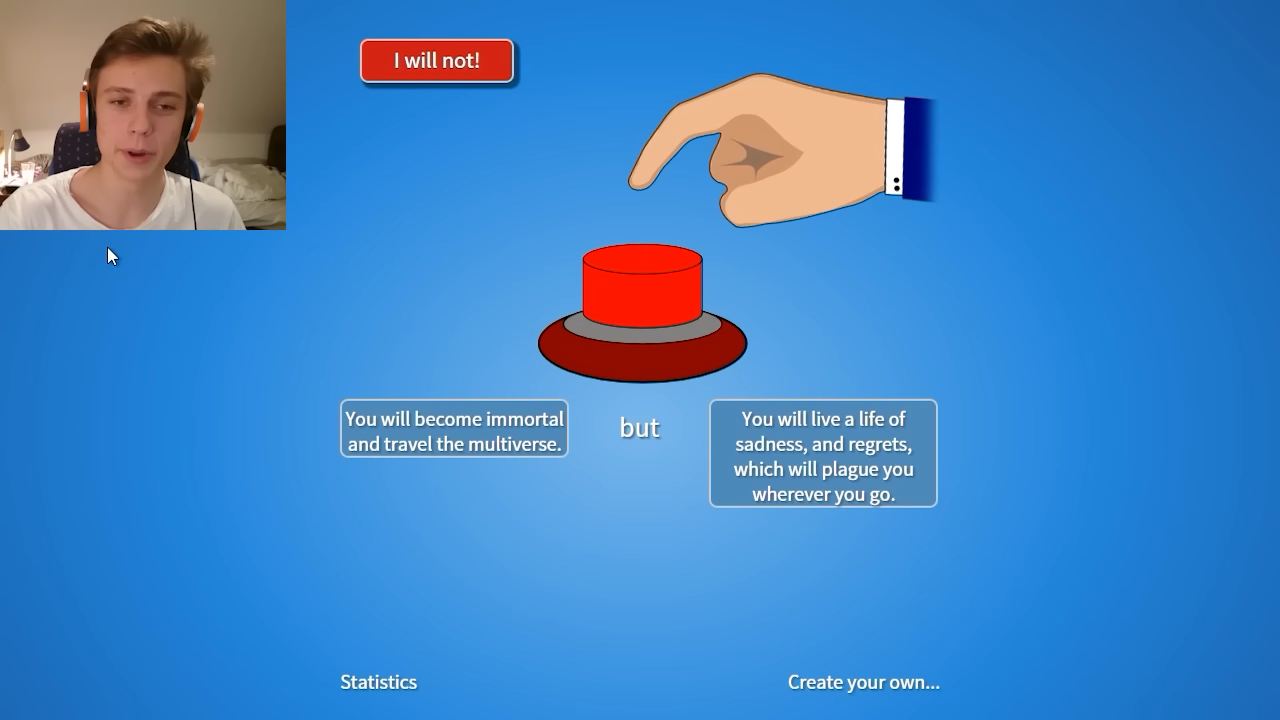 I will not!
You will become immortal
and travel the multiverse.
but
You will live a life of
sadness, and regrets,
which will plague you
wherever you go.
Statistics
Create your own...